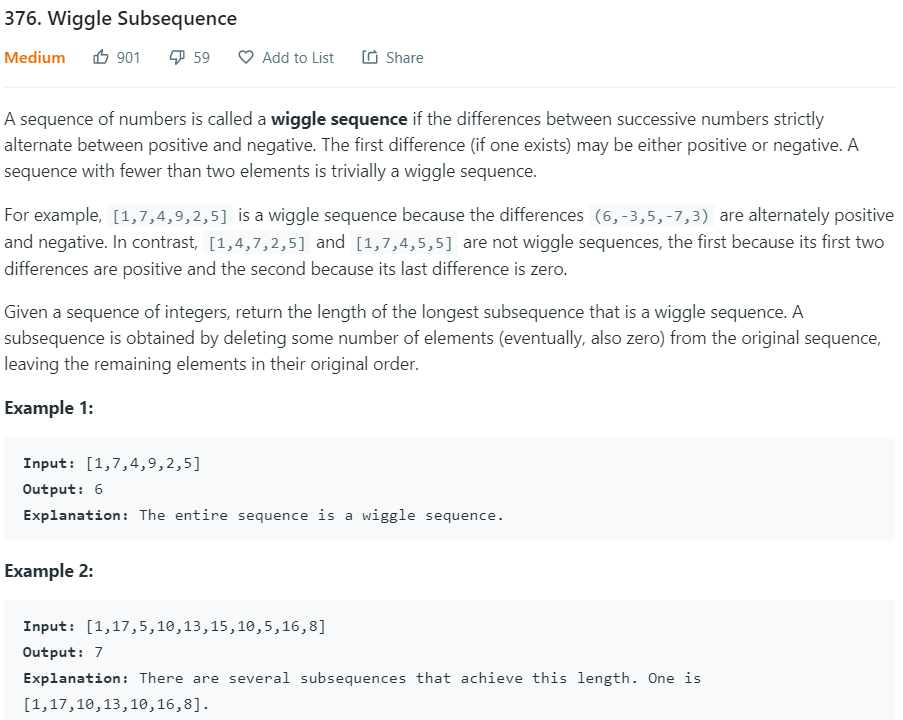 376. Wiggle Subsequence
Medium 901 59 Add to List Share
A sequence of numbers is called a wiggle sequence if the differences between successive numbers strictly
alternate between positive and negative. The first difference (if one exists) may be either positive or negative. A
sequence with fewer than two elements is trivially a wiggle sequence.
For example, [1,7,4,9,2,5] is a wiggle sequence because the differences (6,-3,5,-7,3) are alternately positive
and negative. In contrast, [1,4,7,2,5] and [1,7,4,5,5] are not wiggle sequences, the first because its first two
differences are positive and the second because its last difference is zero.
Given a sequence of integers, return the length of the longest subsequence that is a wiggle sequence. A
subsequence is obtained by deleting some number of elements (eventually, also zero) from the original sequence,
leaving the remaining elements in their original order.
Example 1:
Input: [1,7,4,9,2,5]
Output: 6
Explanation: The entire sequence is a wiggle sequence.
Example 2:
Input: [1,17,5,10,13,15,10,5,16,8]
Output: 7
Explanation: There are several subsequences that achieve this length. One is
[1,17,10,13,10,16,8].